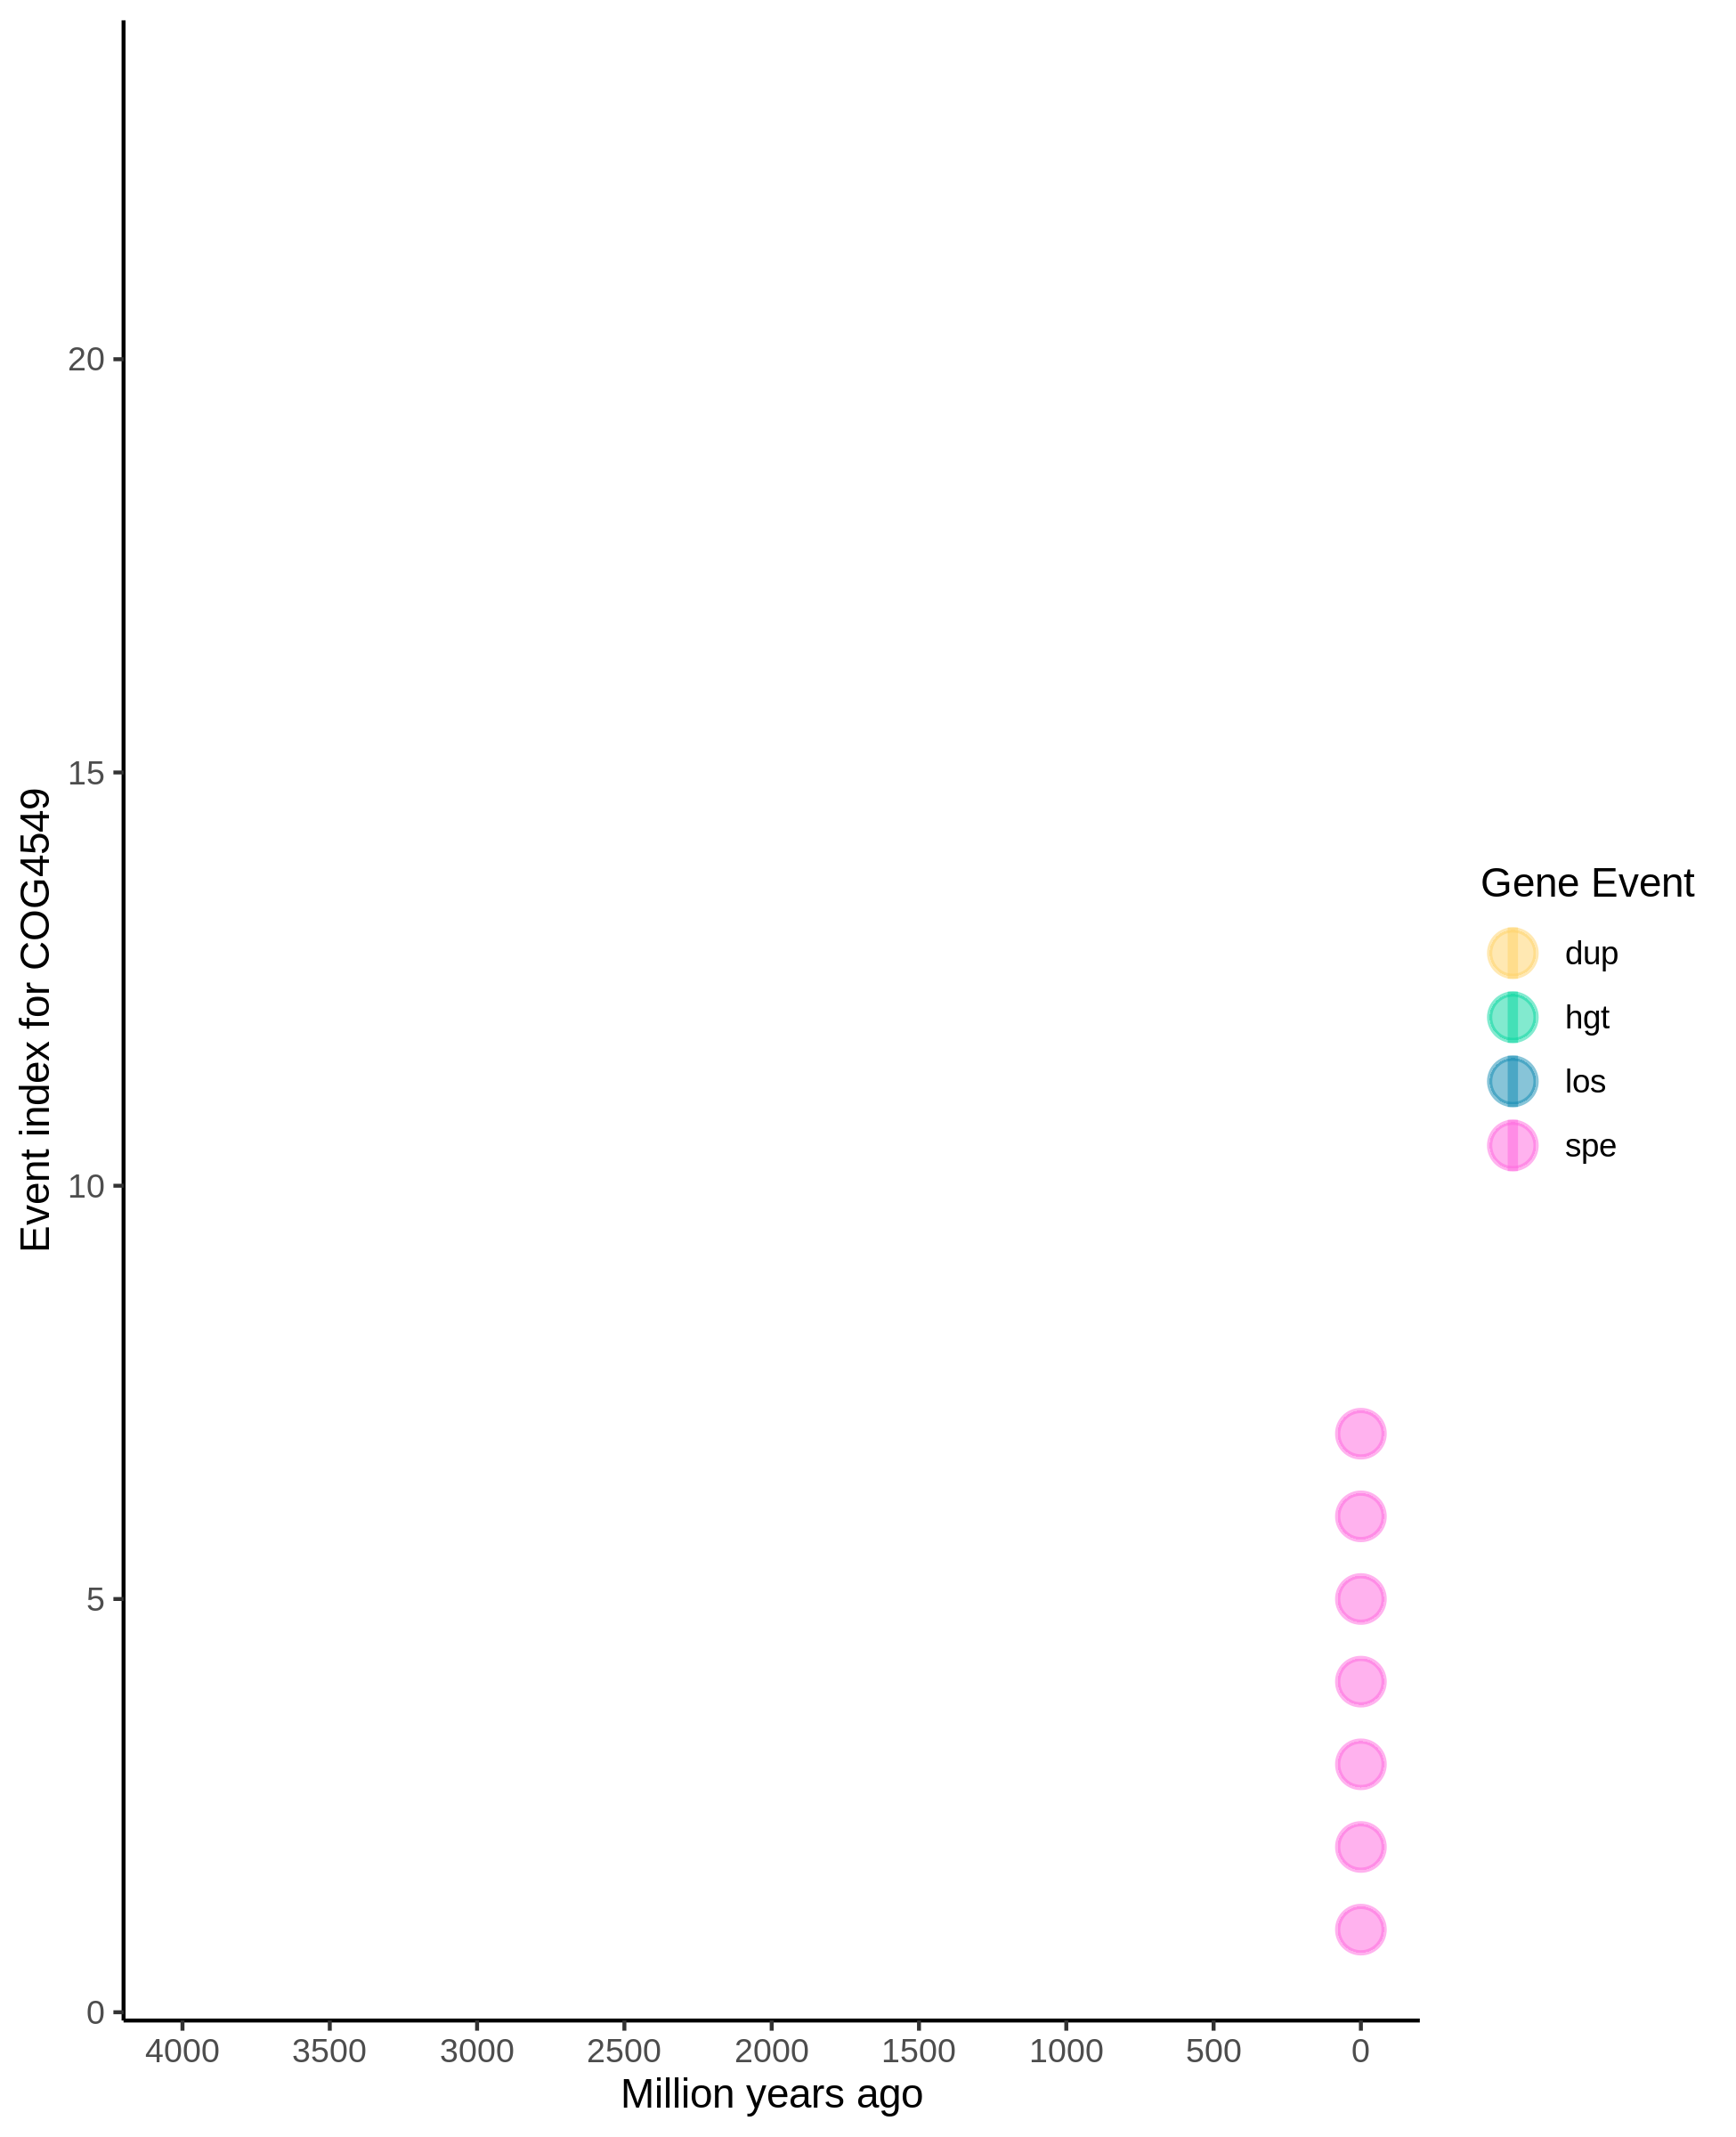 Event index for COG4549
20
15
10
5
0
4000 3500 3000 2500 2000 1500 1000 500 0
Million years ago
Gene Event
dup
hgt
los
spe